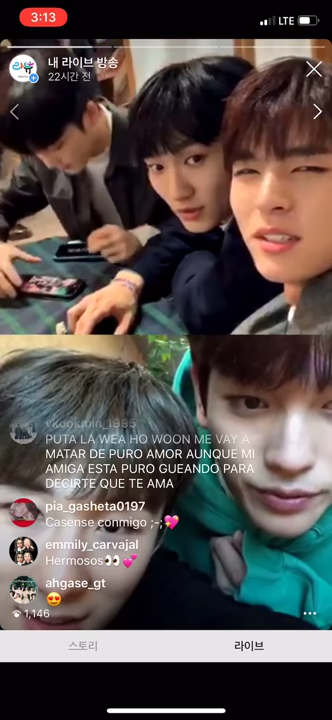 3:13
LTE
내 라이브 방송
22시간 전
vkookmin_1995
PUTA LA WEA HO WOON ME VAY A
MATAR DE PURO AMOR AUNQUE MI
AMIGA ESTA PURO GUEANDO PARA
DECIRTE QUE TE AMA
pia_gasheta0197
Casense conmigo ;-;💖
emmily_carvajal
Hermosos👀💕
ahgase_gt
😍
1,146
스토리
라이브